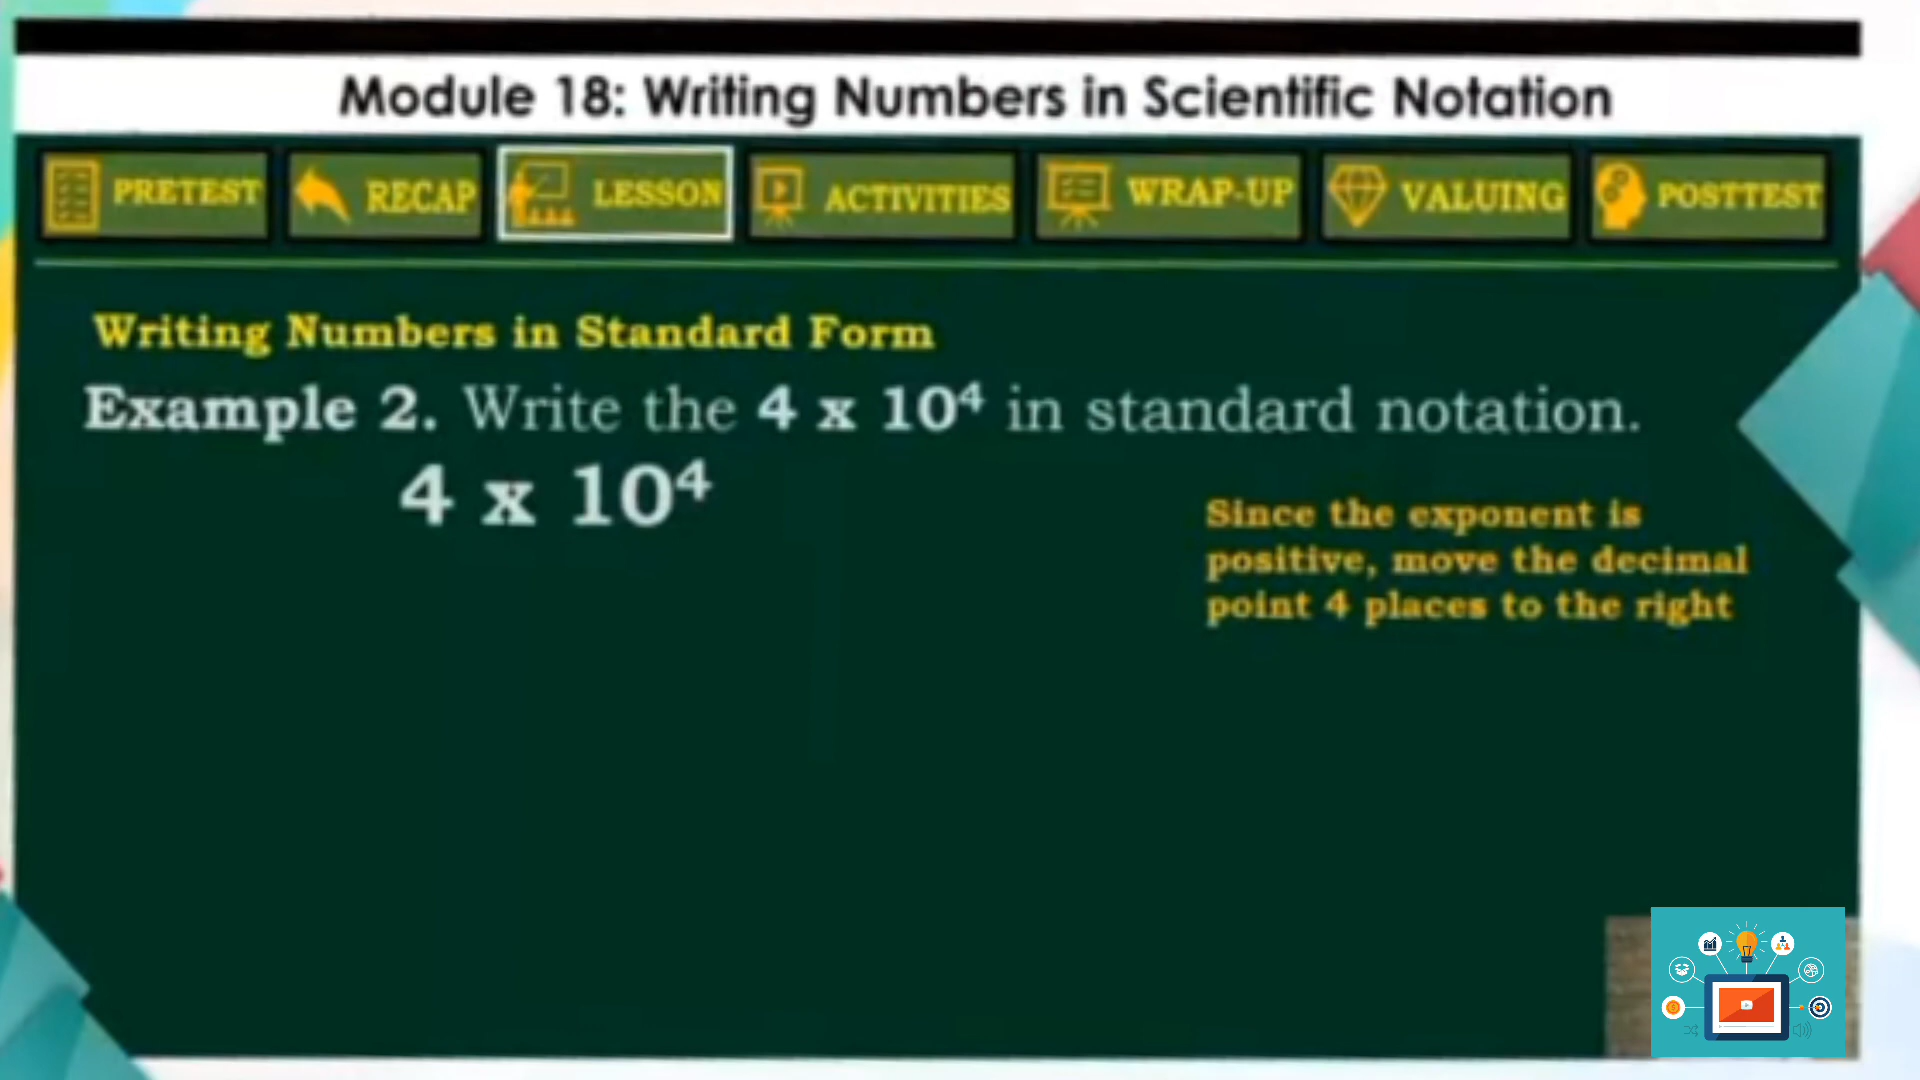 Module 18: Writing Numbers in Scientific Notation
PRETEST RECAP LESSON ACTIVITIES WRAP-UP VALUING POSTTEST
Writing Numbers in Standard Form
Example 2. Write the 4 x 10⁴ in standard notation.
4 x 10⁴
Since the exponent is
positive, move the decimal
point 4 places to the right